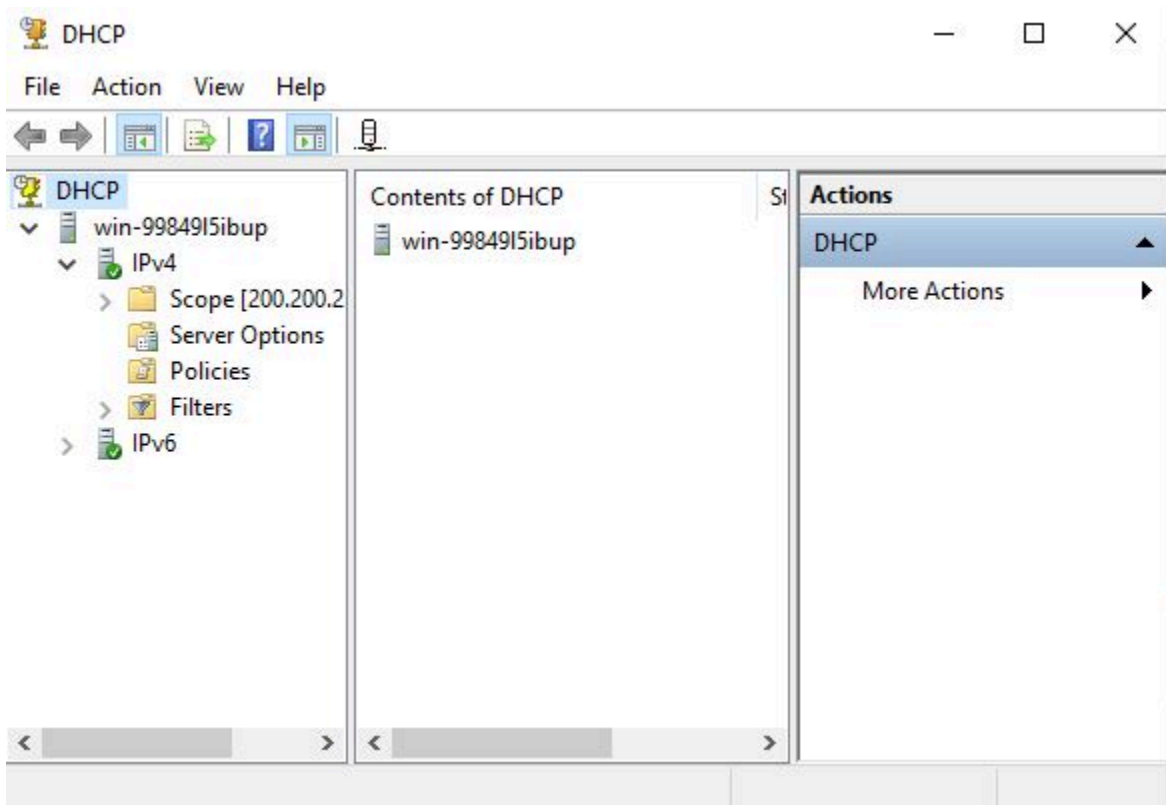 DHCP
File Action View Help
DHCP
win-99849l5ibup
IPv4
Scope [200.200.2
Server Options
Policies
Filters
IPv6
Contents of DHCP St
win-99849l5ibup
Actions
DHCP
More Actions